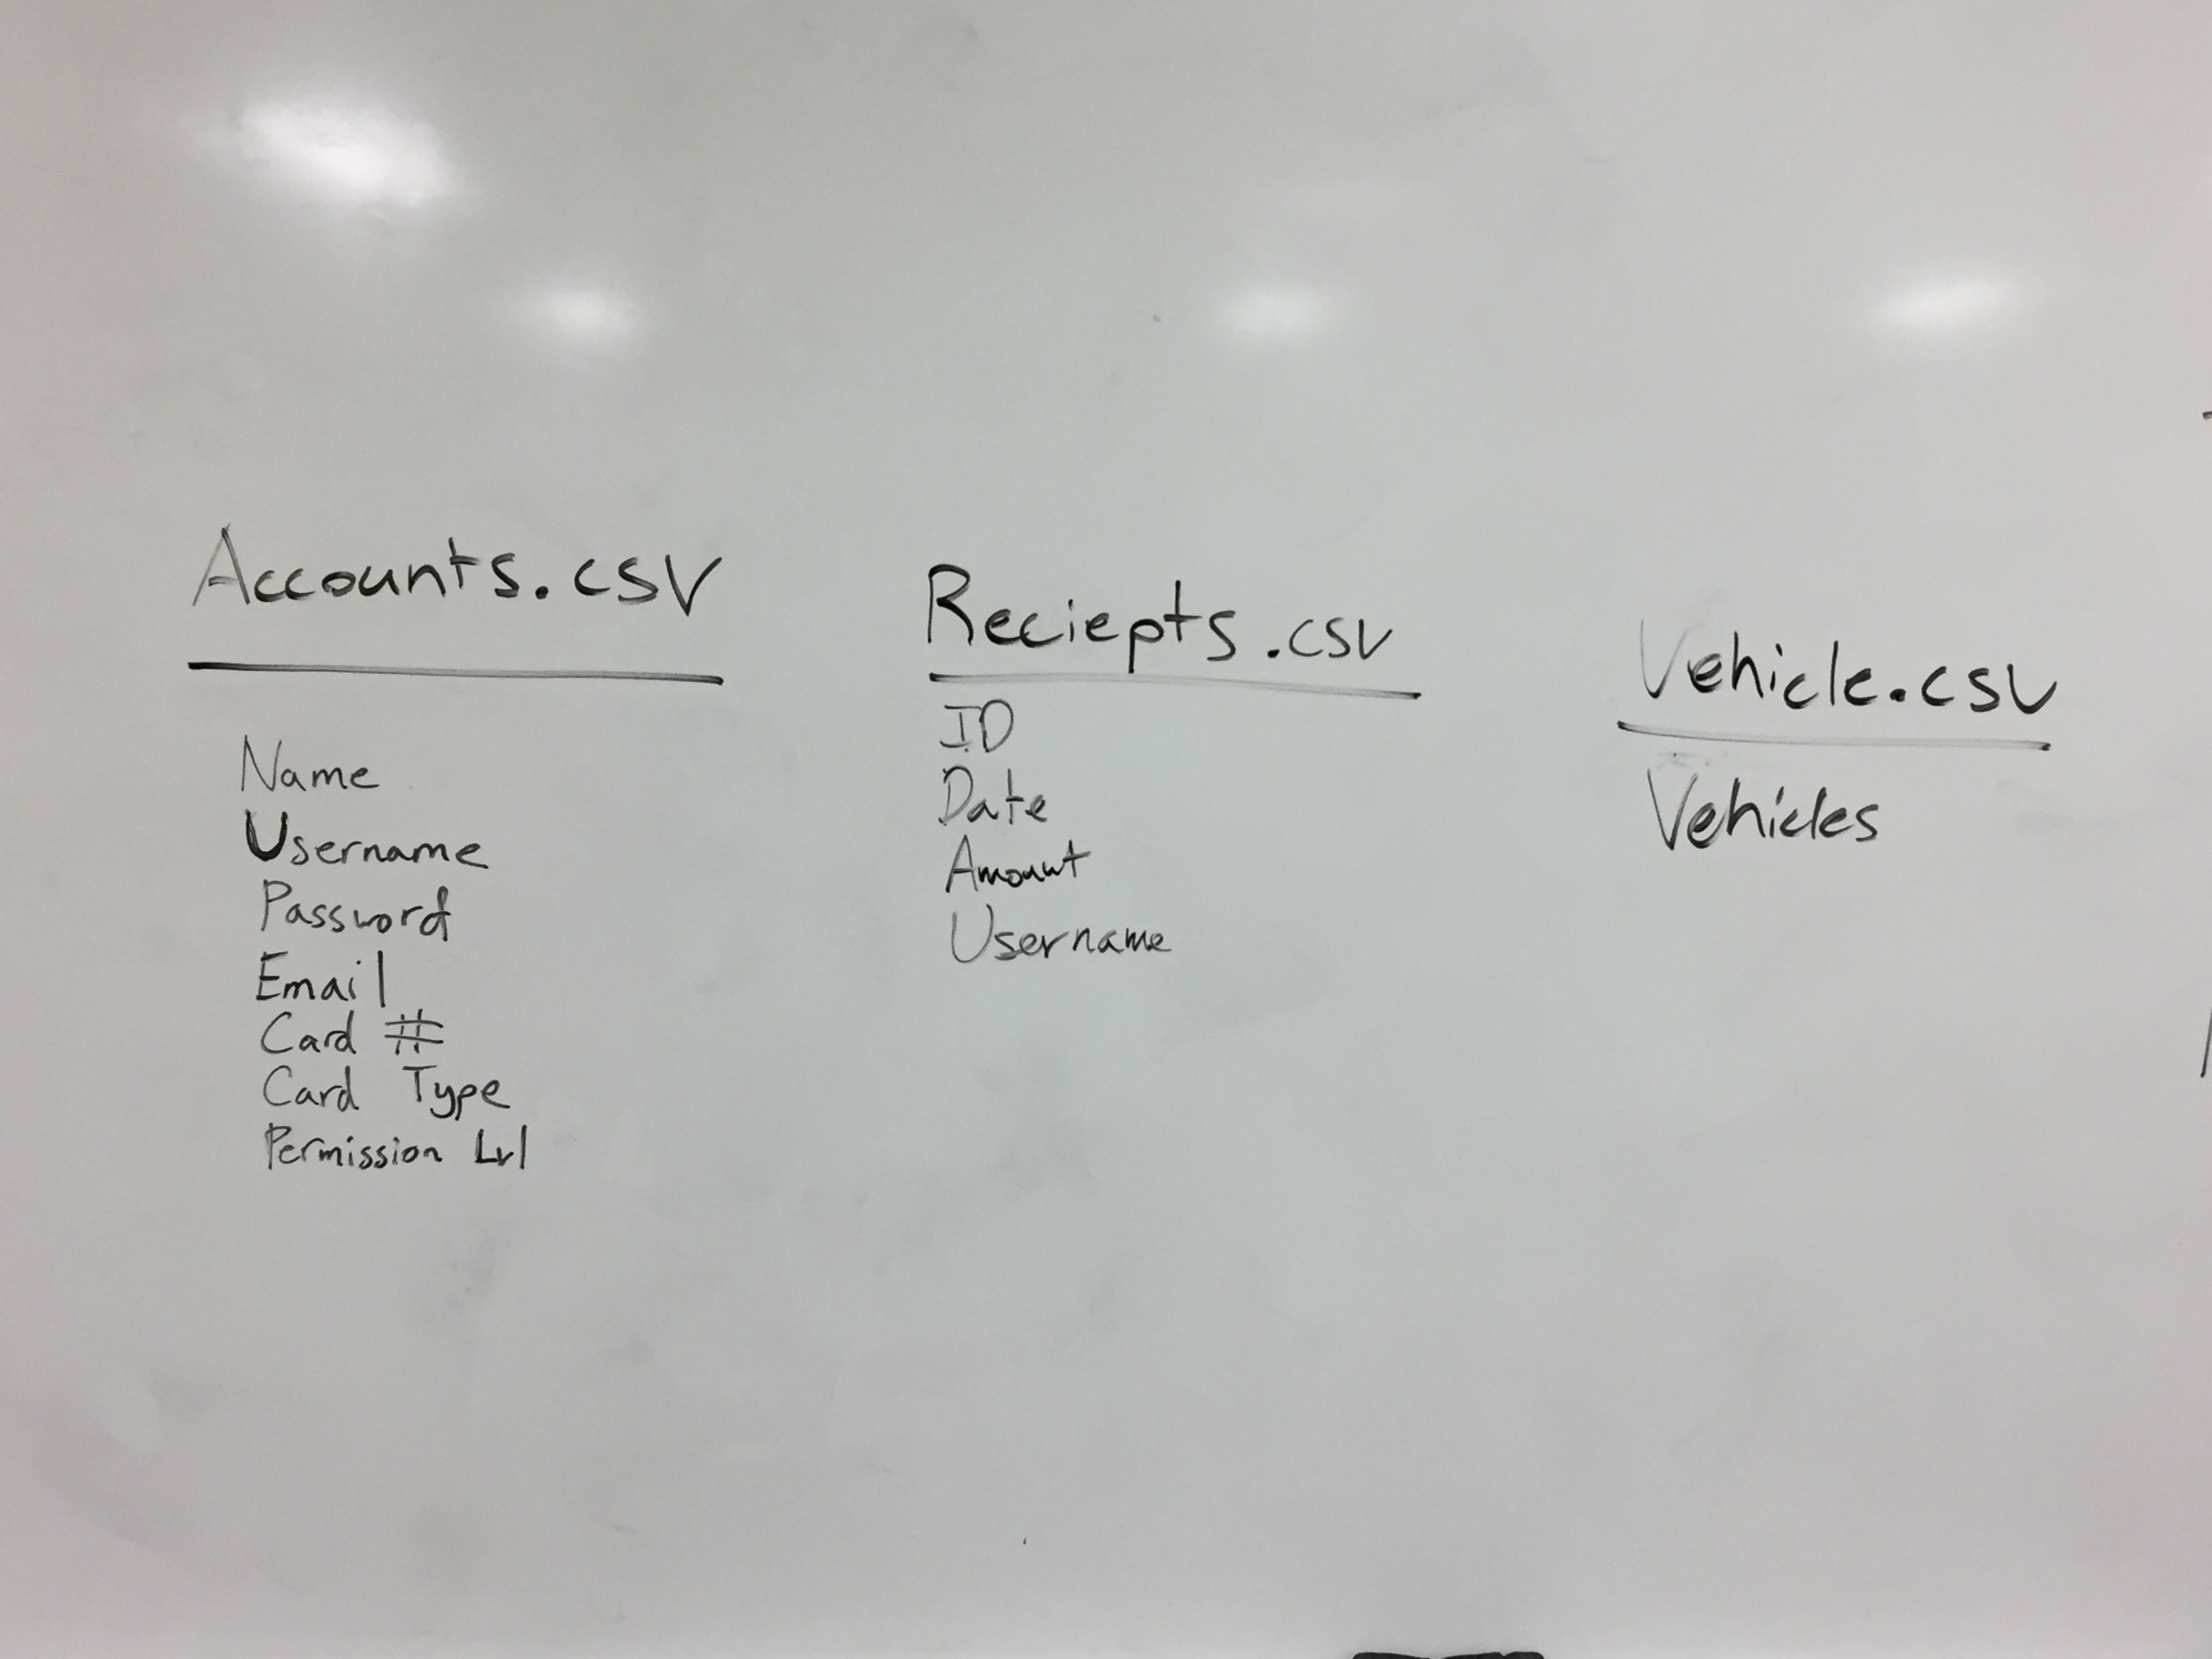 Accounts.csv
Name
Username
Password
Email
Card #
Card Type
Permission Lvl
Reciepts.csv
ID
Date
Amount
Username
Vehicle.csv
Vehicles